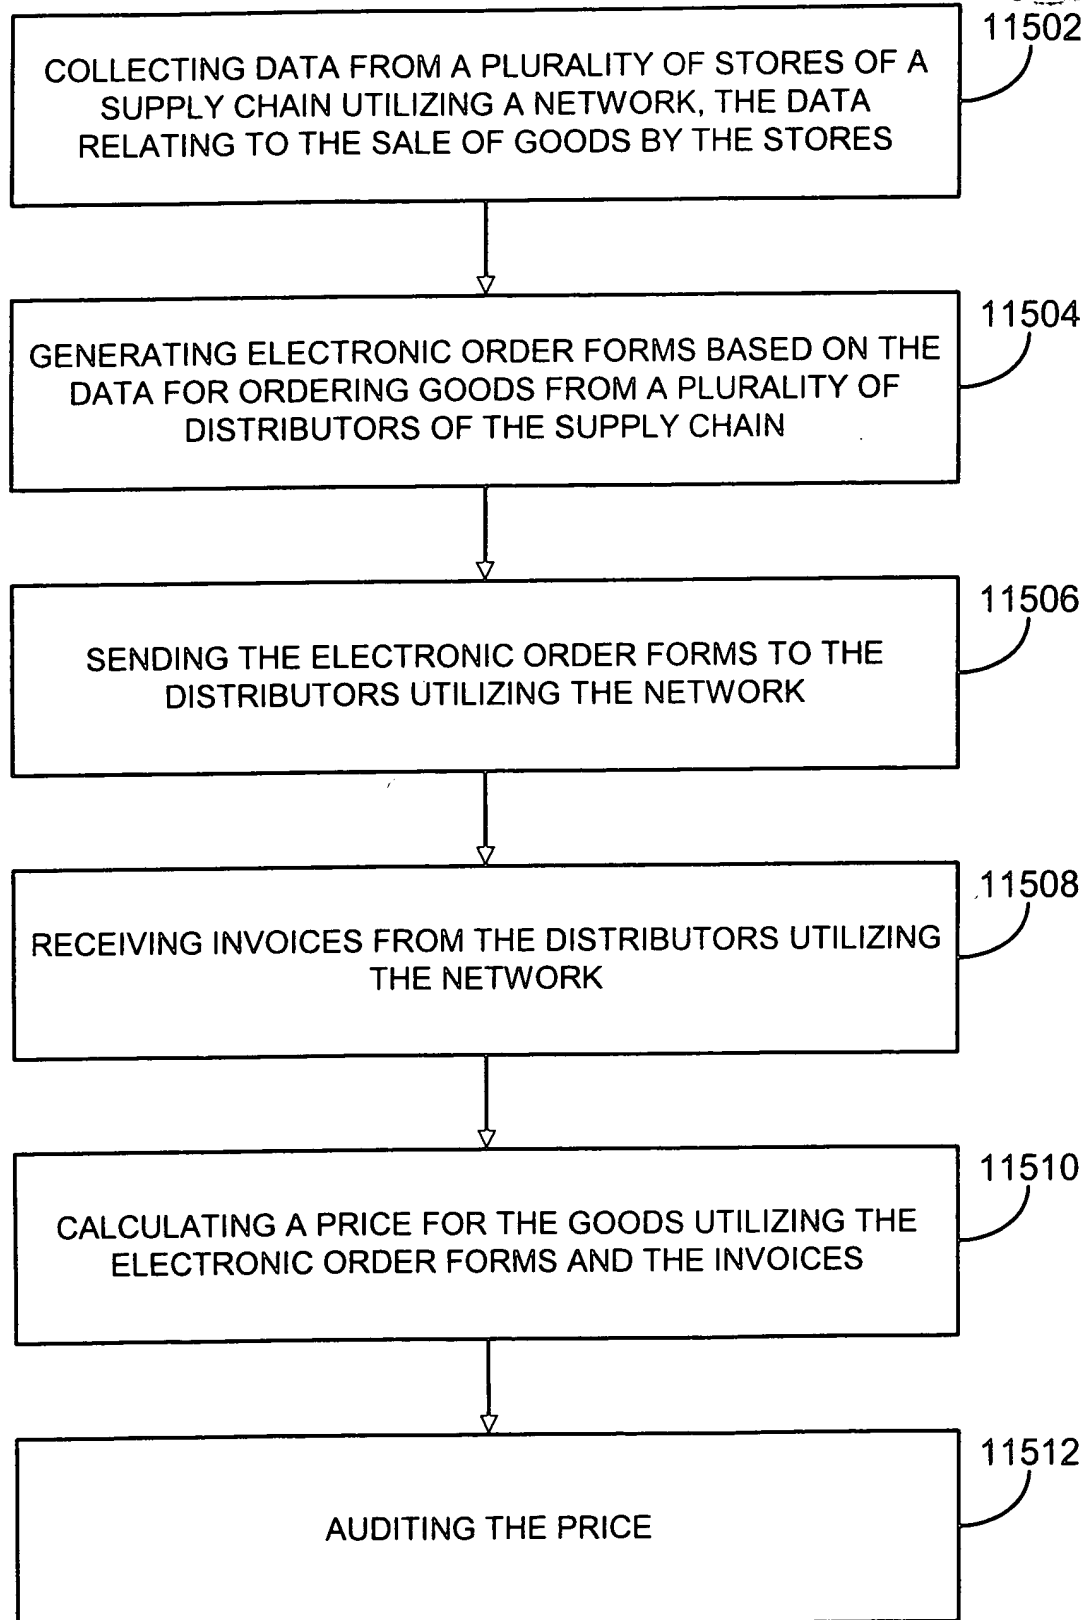 11502
COLLECTING DATA FROM A PLURALITY OF STORES OF A
SUPPLY CHAIN UTILIZING A NETWORK, THE DATA
RELATING TO THE SALE OF GOODS BY THE STORES
11504
GENERATING ELECTRONIC ORDER FORMS BASED ON THE
DATA FOR ORDERING GOODS FROM A PLURALITY OF
DISTRIBUTORS OF THE SUPPLY CHAIN
11506
SENDING THE ELECTRONIC ORDER FORMS TO THE
DISTRIBUTORS UTILIZING THE NETWORK
11508
RECEIVING INVOICES FROM THE DISTRIBUTORS UTILIZING
THE NETWORK
11510
CALCULATING A PRICE FOR THE GOODS UTILIZING THE
ELECTRONIC ORDER FORMS AND THE INVOICES
11512
AUDITING THE PRICE